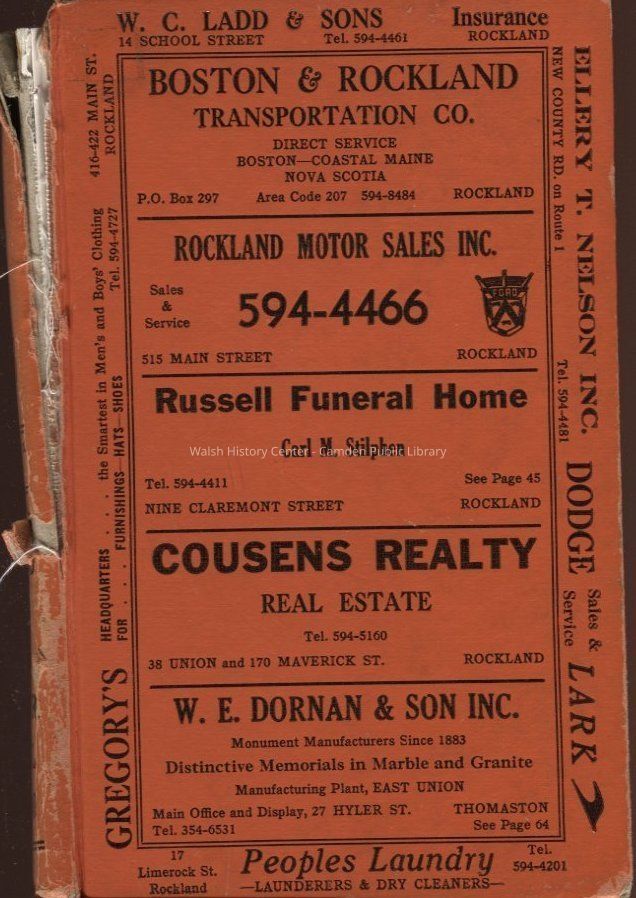 W. C. LADD & SONS Insurance
14 SCHOOL STREET Tel. 594-4461 ROCKLAND
BOSTON & ROCKLAND
TRANSPORTATION CO.
DIRECT SERVICE
BOSTON—COASTAL MAINE
NOVA SCOTIA
P.O. Box 297 Area Code 207 594-8484 ROCKLAND
ROCKLAND MOTOR SALES INC.
Sales
&
Service
594-4466
FORD
515 MAIN STREET ROCKLAND
Russell Funeral Home
Carl M. Stilphen
Walsh History Center - Camden Public Library
Tel. 594-4411 See Page 45
NINE CLAREMONT STREET ROCKLAND
COUSENS REALTY
REAL ESTATE
Tel. 594-5160
38 UNION and 170 MAVERICK ST. ROCKLAND
W. E. DORNAN & SON INC.
Monument Manufacturers Since 1883
Distinctive Memorials in Marble and Granite
Manufacturing Plant, EAST UNION
Main Office and Display, 27 HYLER ST. THOMASTON
Tel. 354-6531 See Page 64
17
Limerock St.
Rockland
Peoples Laundry
—LAUNDERERS & DRY CLEANERS—
Tel.
594-4201
GREGORY'S
HEADQUARTERS . . . the Smartest in Men's and Boys' Clothing
FOR . . . FURNISHINGS—HATS—SHOES Tel. 594-4727
416-422 MAIN ST.
ROCKLAND
ELLERY T. NELSON INC.
NEW COUNTY RD. on Route 1 Tel. 594-4481
DODGE
Sales &
Service
LARK